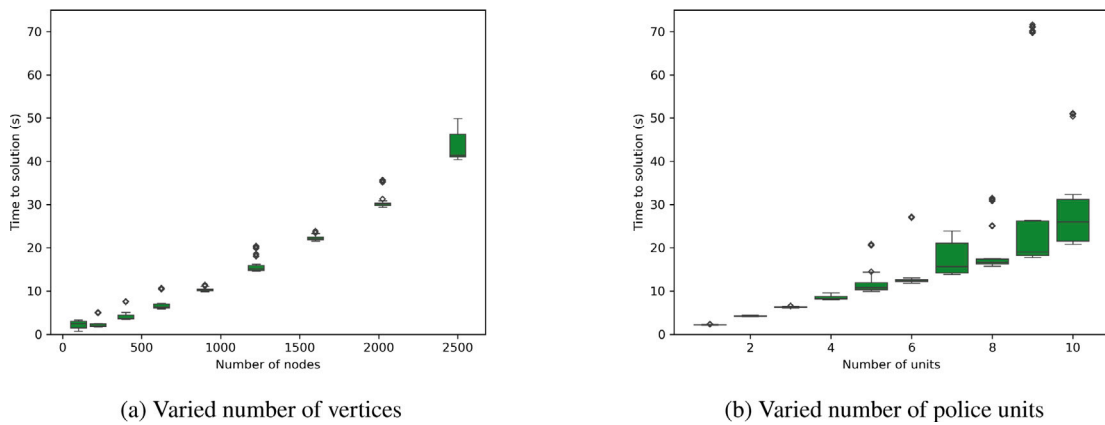 70
60
50
40
30
20
10
0
Time to solution (s)
0 500 1000 1500 2000 2500
Number of nodes
(a) Varied number of vertices
70
60
50
40
30
20
10
0
Time to solution (s)
2 4 6 8 10
Number of units
(b) Varied number of police units